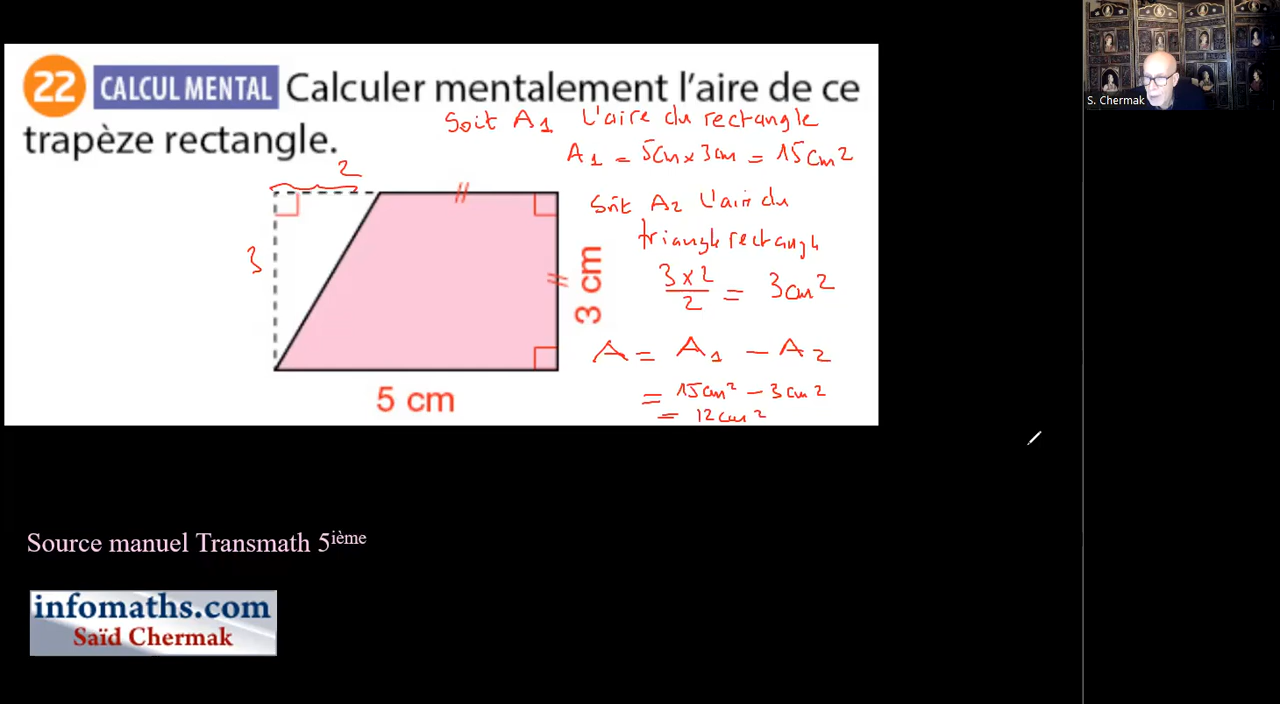 22 CALCUL MENTAL Calculer mentalement l'aire de ce
trapèze rectangle.
Soit A1 L'aire du rectangle
A1 = 5cm × 3cm = 15cm²
2
3
Soit A2 L'aire du
triangle rectangle
3 × 2
2
= 3cm²
3 cm
5 cm
A = A1 - A2
= 15cm² - 3cm²
= 12cm²
Source manuel Transmath 5ième
infomaths.com
Saïd Chermak
S. Chermak